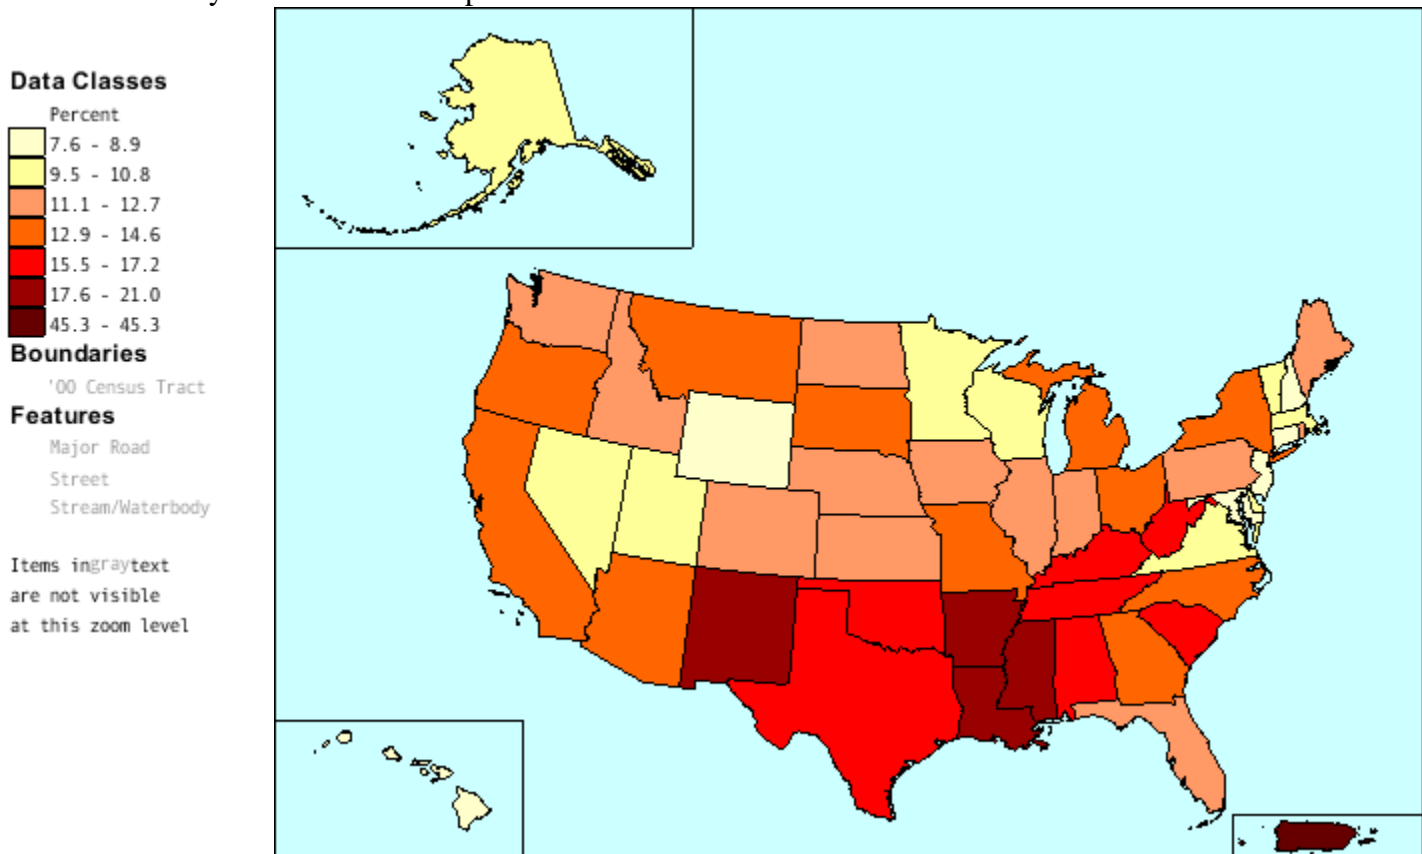 Data Classes
Percent
7.6 - 8.9
9.5 - 10.8
11.1 - 12.7
12.9 - 14.6
15.5 - 17.2
17.6 - 21.0
45.3 - 45.3
Boundaries
'00 Census Tract
Features
Major Road
Street
Stream/Waterbody
Items in gray text
are not visible
at this zoom level